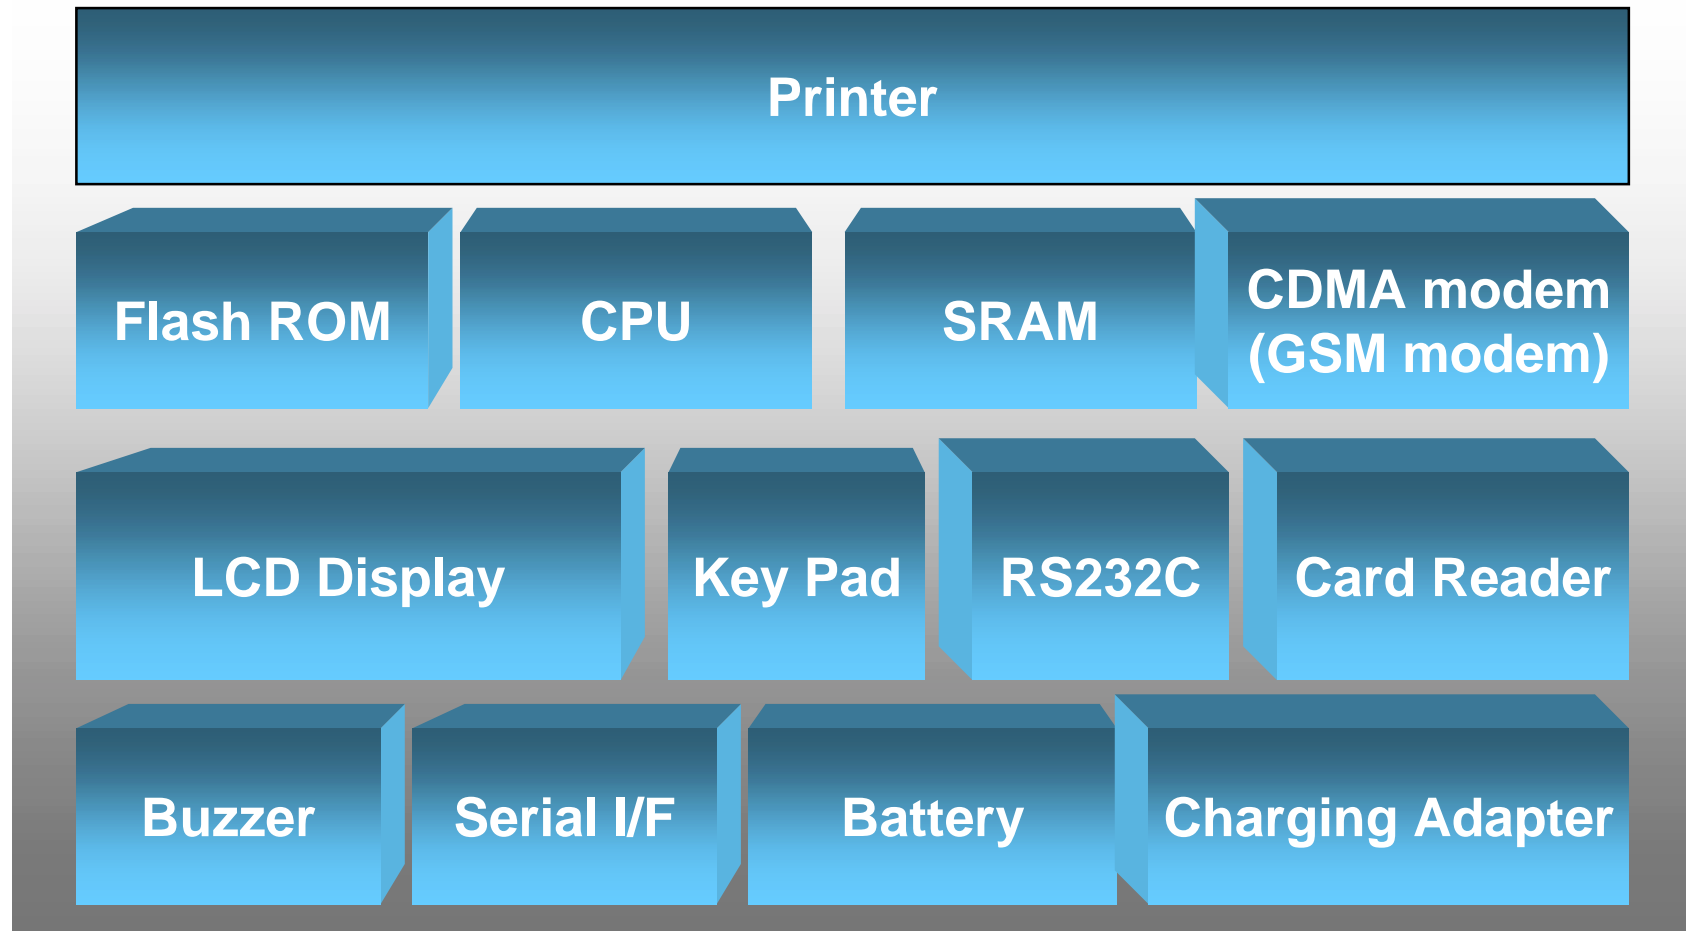 Printer
Flash ROM
CPU
SRAM
CDMA modem
(GSM modem)
LCD Display
Key Pad
RS232C
Card Reader
Buzzer
Serial I/F
Battery
Charging Adapter